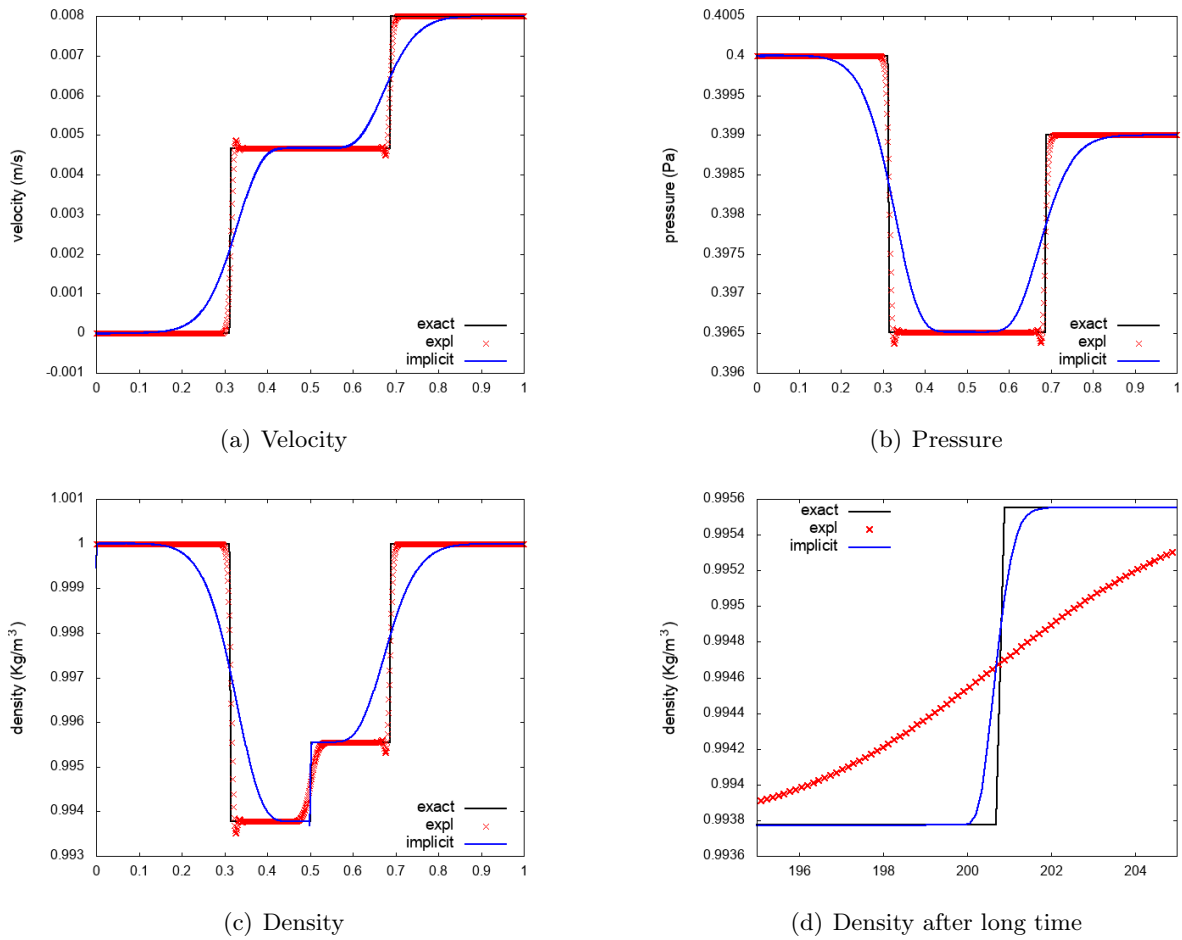 0.008
0.007
0.006
0.005
0.004
0.003
0.002
0.001
0
-0.001
velocity (m/s)
exact
expl
implicit
0 0.1 0.2 0.3 0.4 0.5 0.6 0.7 0.8 0.9 1
(a) Velocity
0.4005
0.4
0.3995
0.399
0.3985
0.398
0.3975
0.397
0.3965
0.396
pressure (Pa)
exact
expl
implicit
0 0.1 0.2 0.3 0.4 0.5 0.6 0.7 0.8 0.9 1
(b) Pressure
1.001
1
0.999
0.998
0.997
0.996
0.995
0.994
0.993
density (Kg/m⁻³)
exact
expl
implicit
0 0.1 0.2 0.3 0.4 0.5 0.6 0.7 0.8 0.9 1
(c) Density
0.9956
0.9954
0.9952
0.995
0.9948
0.9946
0.9944
0.9942
0.994
0.9938
0.9936
density (Kg/m⁻³)
exact
expl
implicit
196 198 200 202 204
(d) Density after long time